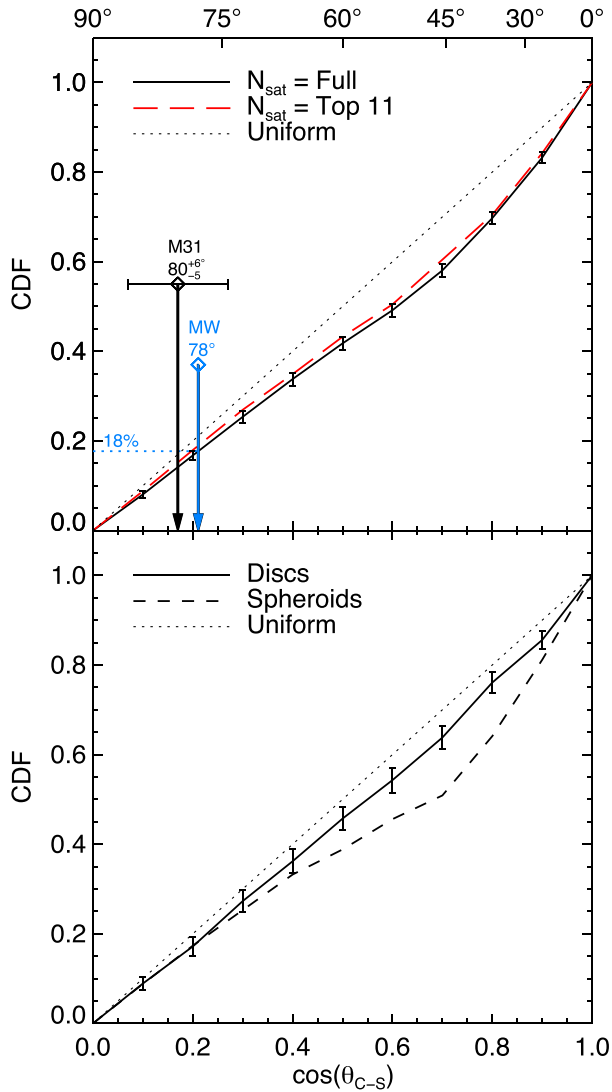 90° 75° 60° 45° 30° 0°
1.0
N_sat = Full
N_sat = Top 11
Uniform
0.8
0.6
M31
80^{+6°}_{-5}
CDF
MW
78°
0.4
0.2
18%
0.0
1.0
Discs
Spheroids
Uniform
0.8
0.6
CDF
0.4
0.2
0.0
0.0 0.2 0.4 0.6 0.8 1.0
cos(θ_{C-S})